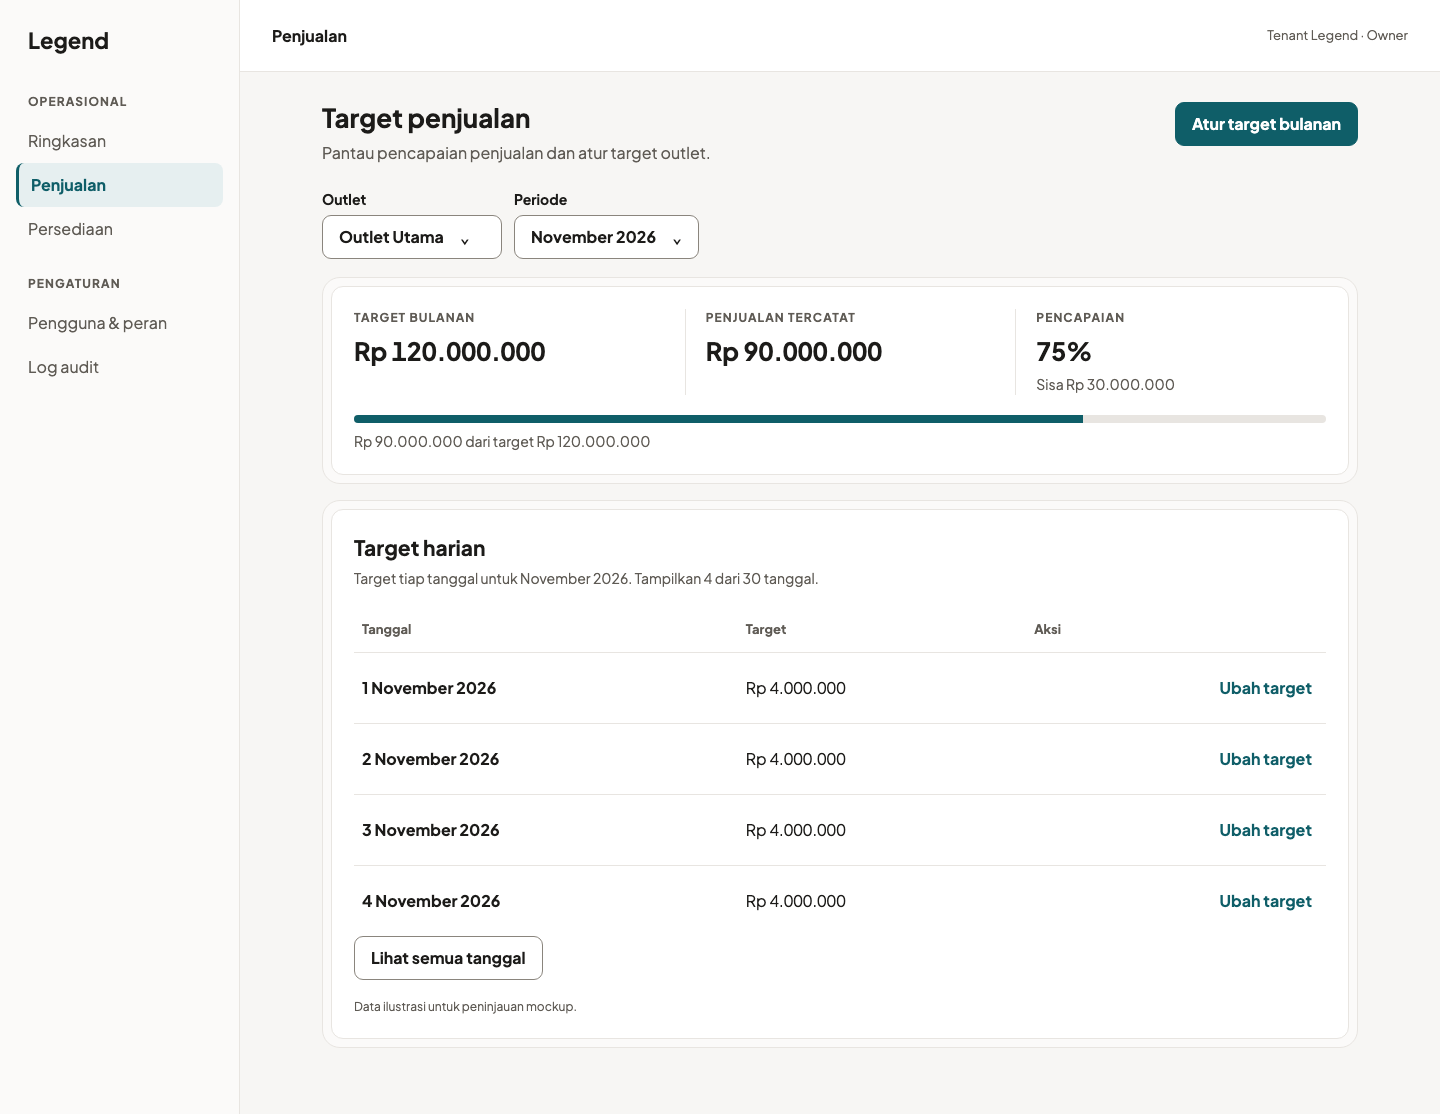 Legend
OPERASIONAL
Ringkasan
Penjualan
Persediaan
PENGATURAN
Pengguna & peran
Log audit
Penjualan
Tenant Legend · Owner
Target penjualan
Pantau pencapaian penjualan dan atur target outlet.
Atur target bulanan
Outlet
Outlet Utama
Periode
November 2026
TARGET BULANAN
Rp 120.000.000
PENJUALAN TERCATAT
Rp 90.000.000
PENCAPAIAN
75%
Sisa Rp 30.000.000
Rp 90.000.000 dari target Rp 120.000.000
Target harian
Target tiap tanggal untuk November 2026. Tampilkan 4 dari 30 tanggal.
Tanggal Target Aksi
1 November 2026 Rp 4.000.000 Ubah target
2 November 2026 Rp 4.000.000 Ubah target
3 November 2026 Rp 4.000.000 Ubah target
4 November 2026 Rp 4.000.000 Ubah target
Lihat semua tanggal
Data ilustrasi untuk peninjauan mockup.